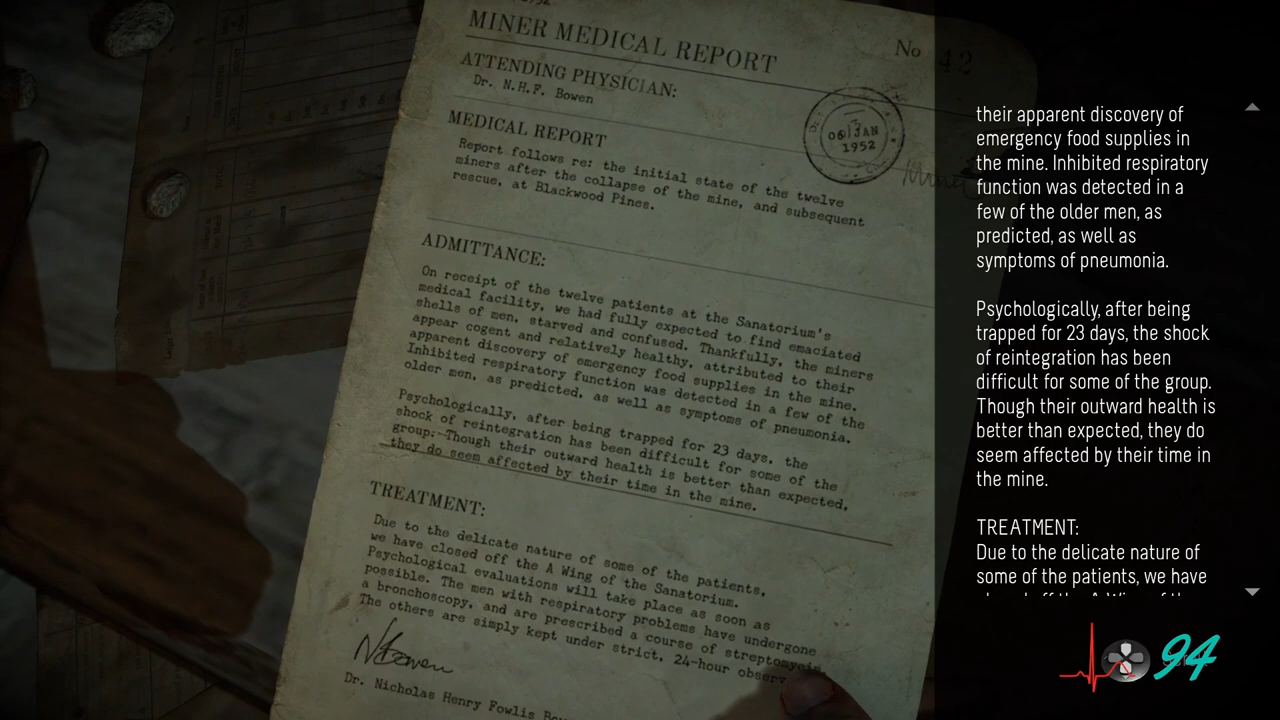 MINER MEDICAL REPORT
No 42
ATTENDING PHYSICIAN:
Dr. N.H.F. Bowen
06 JAN
1952
MEDICAL REPORT
Report follows re: the initial state of the twelve
miners after the collapse of the mine, and subsequent
rescue, at Blackwood Pines.
ADMITTANCE:
On receipt of the twelve patients at the Sanatorium's
medical facility, we had fully expected to find emaciated
shells of men, starved and confused. Thankfully, the miners
appear cogent and relatively healthy, attributed to their
apparent discovery of emergency food supplies in the mine.
Inhibited respiratory function was detected in a few of the
older men, as predicted, as well as symptoms of pneumonia.
Psychologically, after being trapped for 23 days, the
shock of reintegration has been difficult for some of the
group. Though their outward health is better than expected,
they do seem affected by their time in the mine.
TREATMENT:
Due to the delicate nature of some of the patients,
we have closed off the A Wing of the Sanatorium.
Psychological evaluations will take place as soon as
possible. The men with respiratory problems have undergone
a bronchoscopy, and are prescribed a course of streptomycin.
The others are simply kept under strict, 24-hour observ
NBowen
Dr. Nicholas Henry Fowlis Bow
their apparent discovery of
emergency food supplies in
the mine. Inhibited respiratory
function was detected in a
few of the older men, as
predicted, as well as
symptoms of pneumonia.
Psychologically, after being
trapped for 23 days, the shock
of reintegration has been
difficult for some of the group.
Though their outward health is
better than expected, they do
seem affected by their time in
the mine.
TREATMENT:
Due to the delicate nature of
some of the patients, we have
94